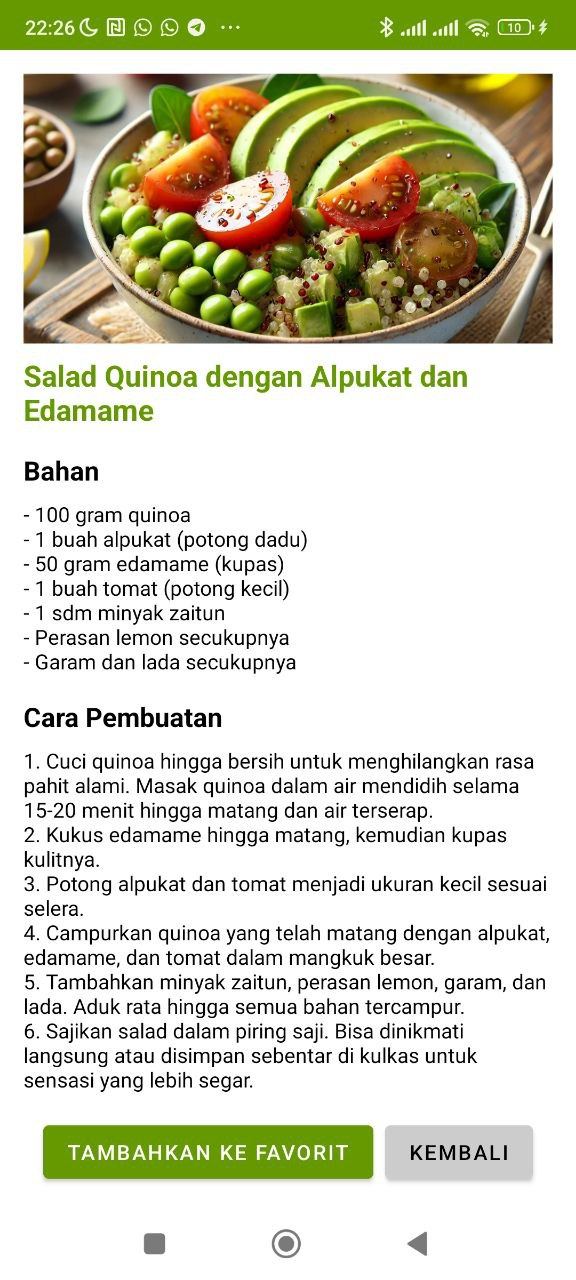 22:26
10
Salad Quinoa dengan Alpukat dan
Edamame
Bahan
- 100 gram quinoa
- 1 buah alpukat (potong dadu)
- 50 gram edamame (kupas)
- 1 buah tomat (potong kecil)
- 1 sdm minyak zaitun
- Perasan lemon secukupnya
- Garam dan lada secukupnya
Cara Pembuatan
1. Cuci quinoa hingga bersih untuk menghilangkan rasa
pahit alami. Masak quinoa dalam air mendidih selama
15-20 menit hingga matang dan air terserap.
2. Kukus edamame hingga matang, kemudian kupas
kulitnya.
3. Potong alpukat dan tomat menjadi ukuran kecil sesuai
selera.
4. Campurkan quinoa yang telah matang dengan alpukat,
edamame, dan tomat dalam mangkuk besar.
5. Tambahkan minyak zaitun, perasan lemon, garam, dan
lada. Aduk rata hingga semua bahan tercampur.
6. Sajikan salad dalam piring saji. Bisa dinikmati
langsung atau disimpan sebentar di kulkas untuk
sensasi yang lebih segar.
TAMBAHKAN KE FAVORIT
KEMBALI